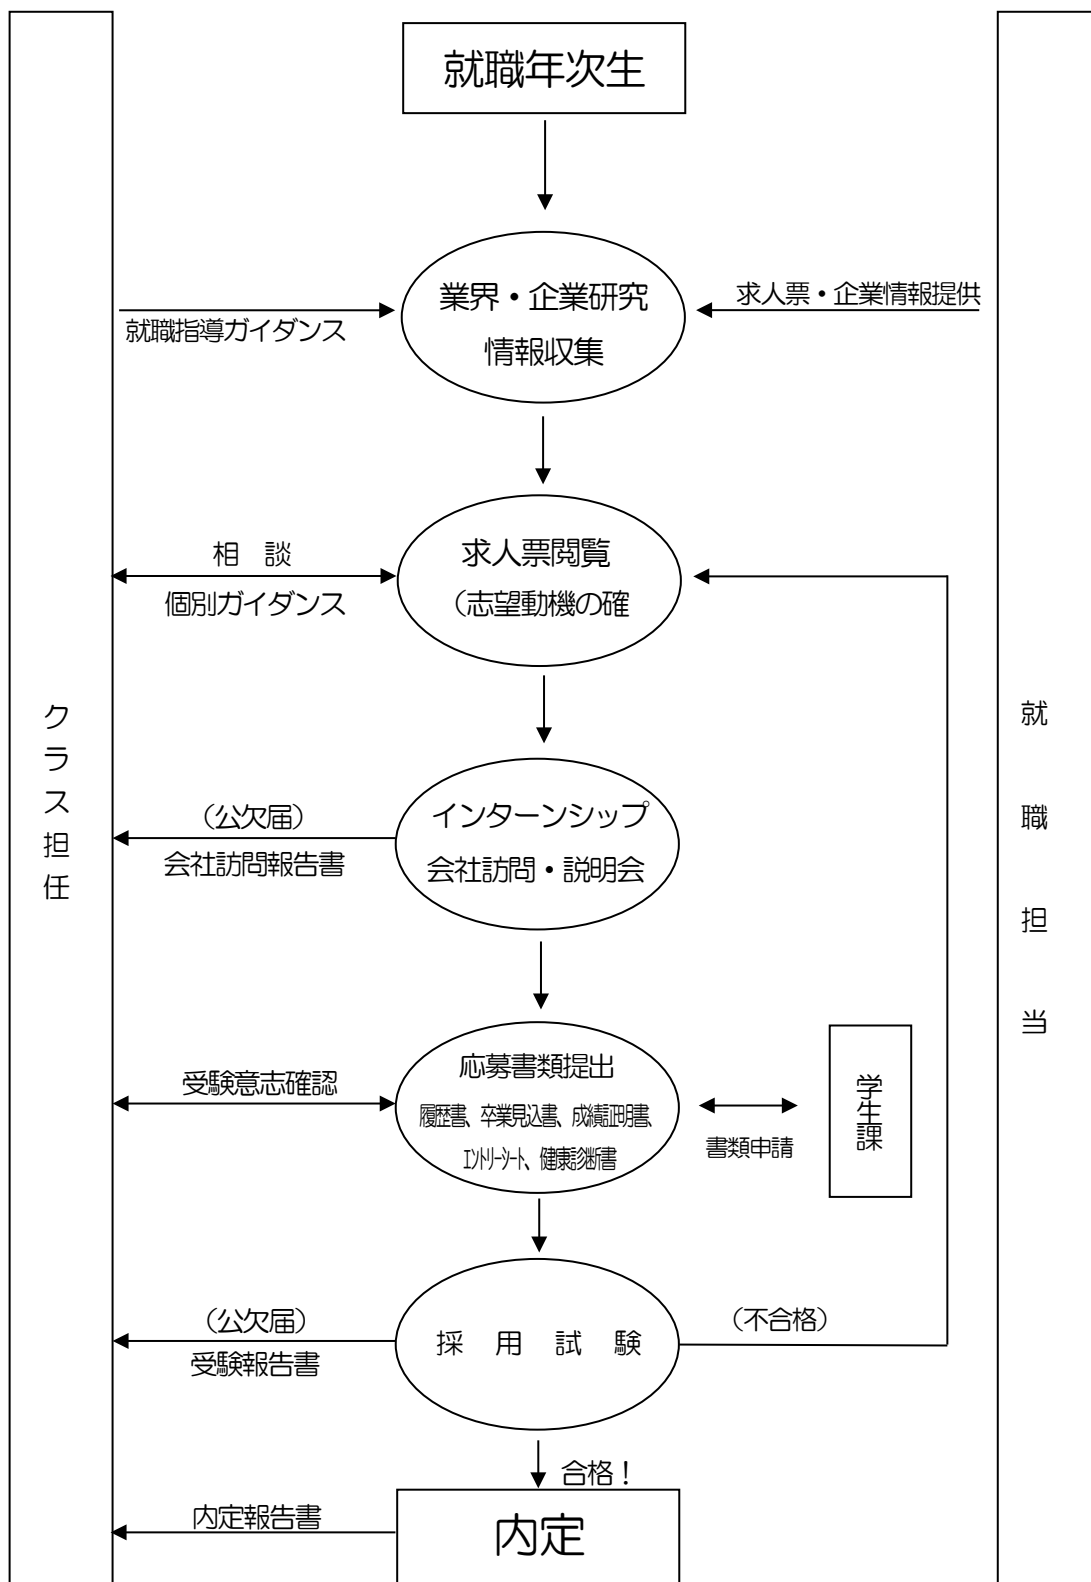 就職年次生
業界・企業研究
情報収集
就職指導ガイダンス
求人票・企業情報提供
求人票閲覧
(志望動機の確
相 談
個別ガイダンス
クラス担任
就職担当
インターンシップ
会社訪問・説明会
(公欠届)
会社訪問報告書
応募書類提出
履歴書、卒業見込書、成績証明書、
エントリーシート、健康診断書
受験意志確認
書類申請
学生課
採 用 試 験
(公欠届)
受験報告書
(不合格)
合格！
内定
内定報告書